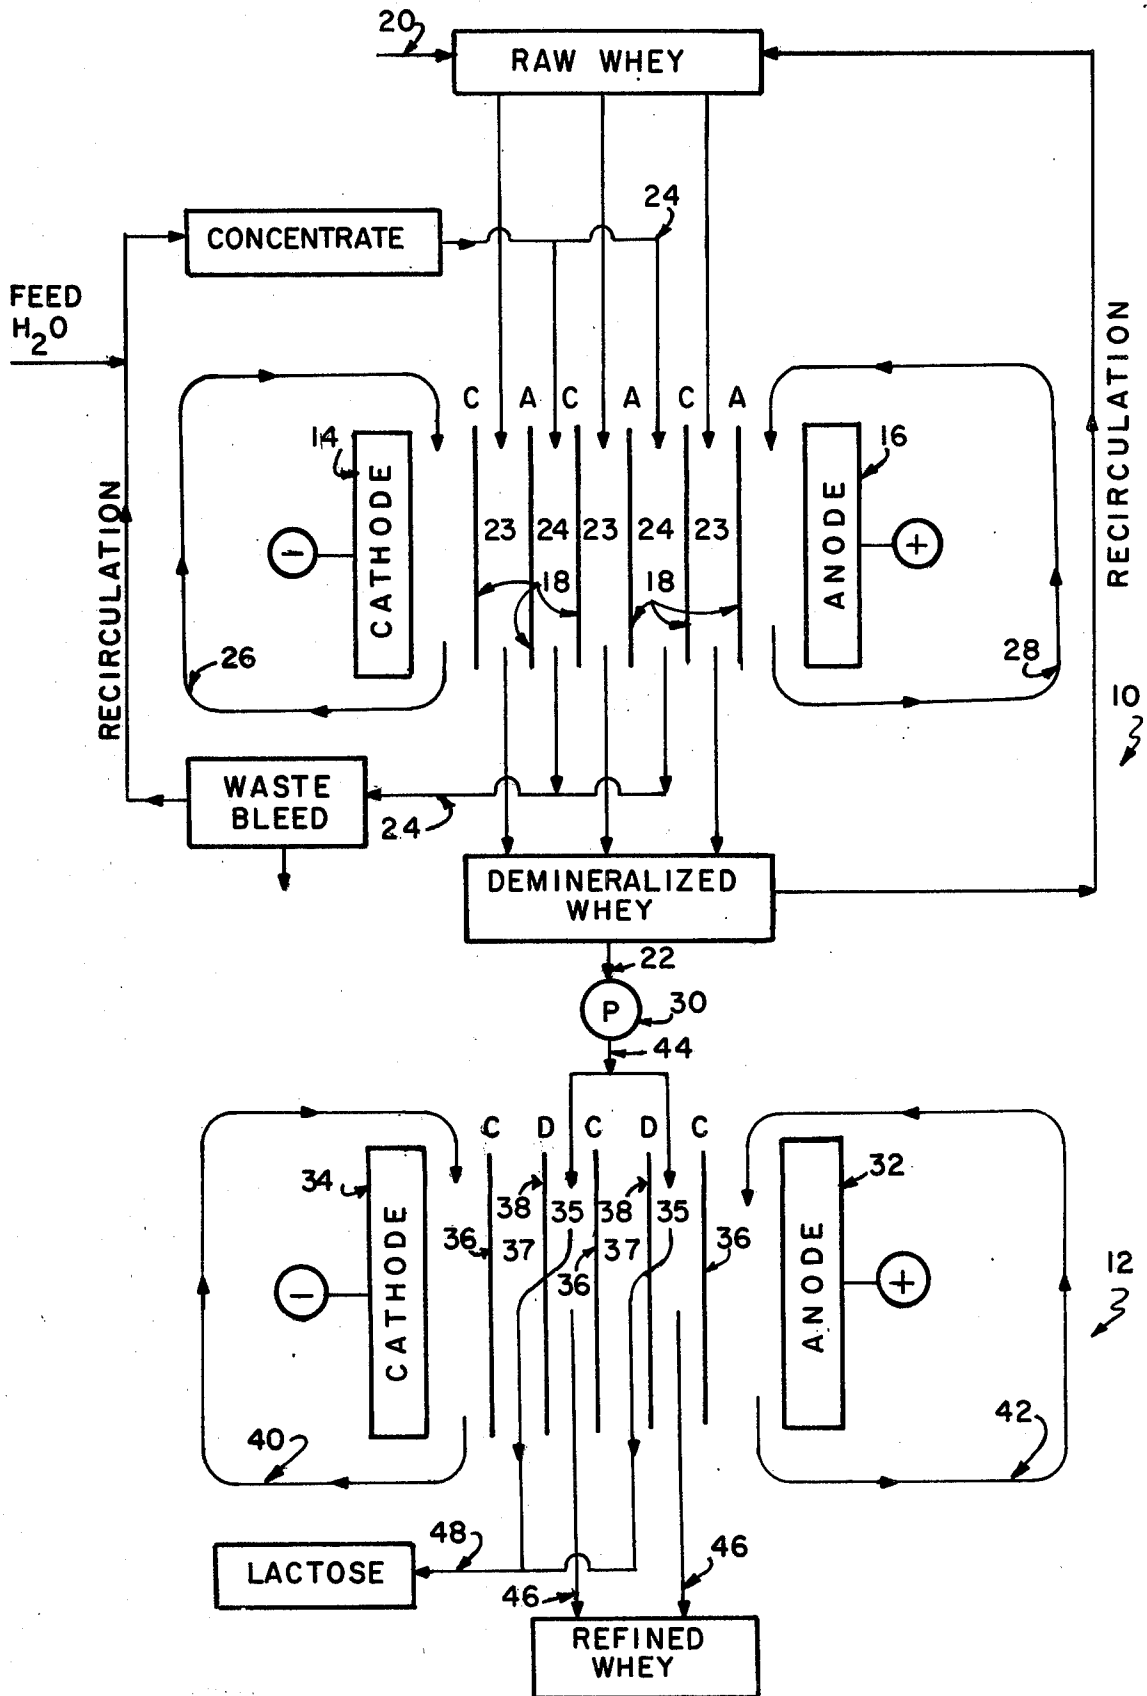 20
RAW WHEY
24
CONCENTRATE
FEED
H2O
RECIRCULATION
C A C A C A
14
CATHODE
−
23 24 23 24 23
18 18
16
ANODE
+
RECIRCULATION
26
28
10
WASTE
BLEED
24
DEMINERALIZED
WHEY
22
P
30
44
C D C D C
34
CATHODE
−
38 35 38 35
36 37 36 37 36
32
ANODE
+
12
40
42
48
LACTOSE
46
46
REFINED
WHEY